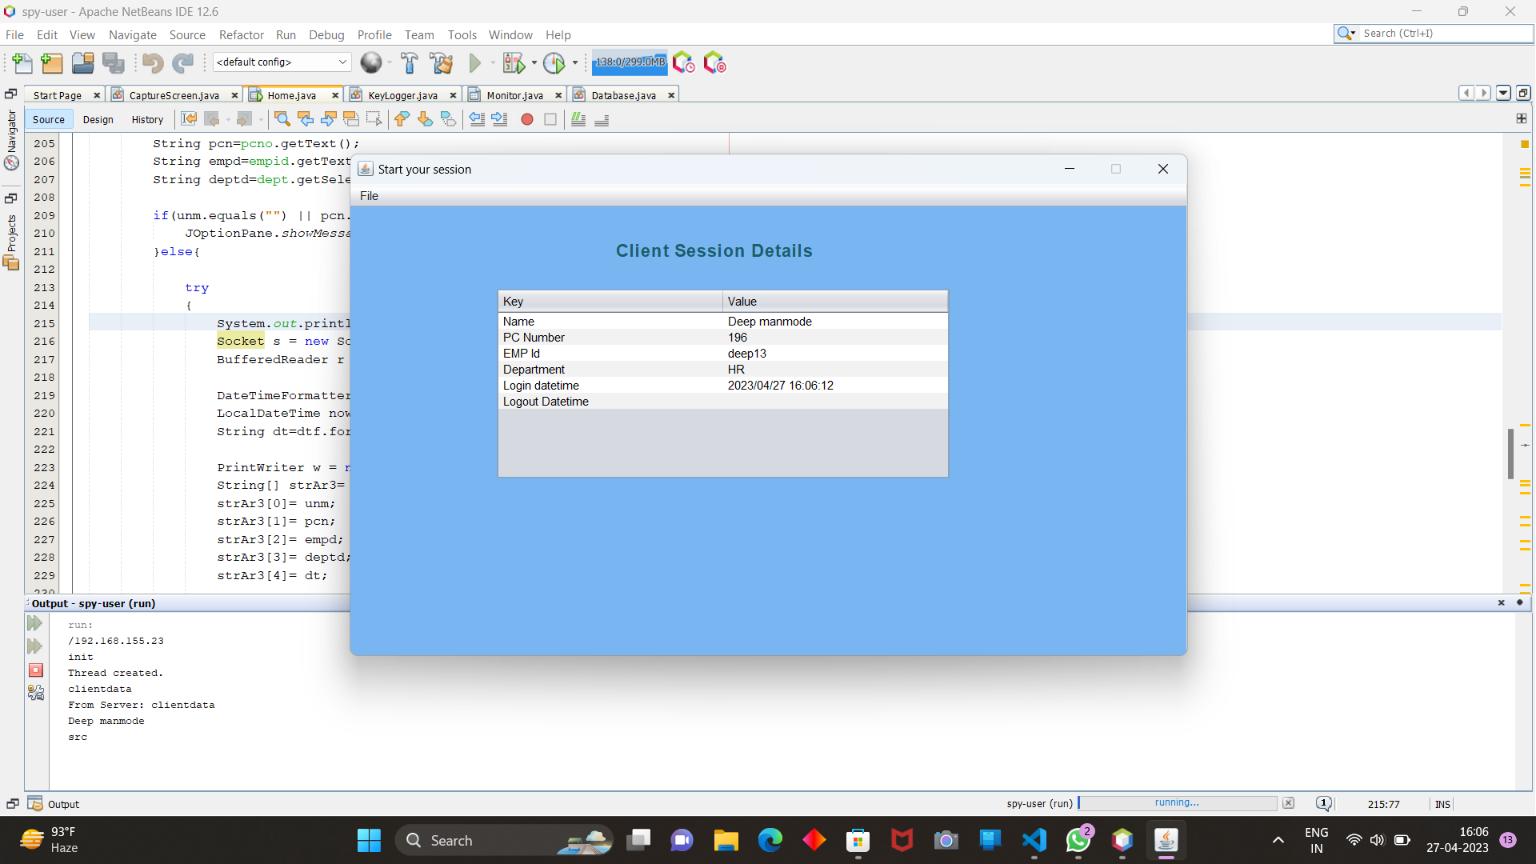 spy-user - Apache NetBeans IDE 12.6
File Edit View Navigate Source Refactor Run Debug Profile Team Tools Window Help
Search (Ctrl+I)
<default config>
138.0/299.0MB
Start Page CaptureScreen.java Home.java KeyLogger.java Monitor.java Database.java
Source Design History
Navigator
Projects
205 String pcn=pcno.getText();
206 String empd=empid.getText
207 String deptd=dept.getSele
208
209 if(unm.equals("") || pcn.
210 JOptionPane.showMessa
211 }else{
212
213 try
214 {
215 System.out.printl
216 Socket s = new So
217 BufferedReader r
218
219 DateTimeFormatter
220 LocalDateTime now
221 String dt=dtf.for
222
223 PrintWriter w = n
224 String[] strAr3=
225 strAr3[0]= unm;
226 strAr3[1]= pcn;
227 strAr3[2]= empd;
228 strAr3[3]= deptd;
229 strAr3[4]= dt;
230
Start your session
File
Client Session Details
Key Value
Name Deep manmode
PC Number 196
EMP Id deep13
Department HR
Login datetime 2023/04/27 16:06:12
Logout Datetime
Output - spy-user (run)
run:
/192.168.155.23
init
Thread created.
clientdata
From Server: clientdata
Deep manmode
src
Output
spy-user (run) running... 1 215:77 INS
93°F
Haze
Search
2
ENG
IN
16:06
27-04-2023
13